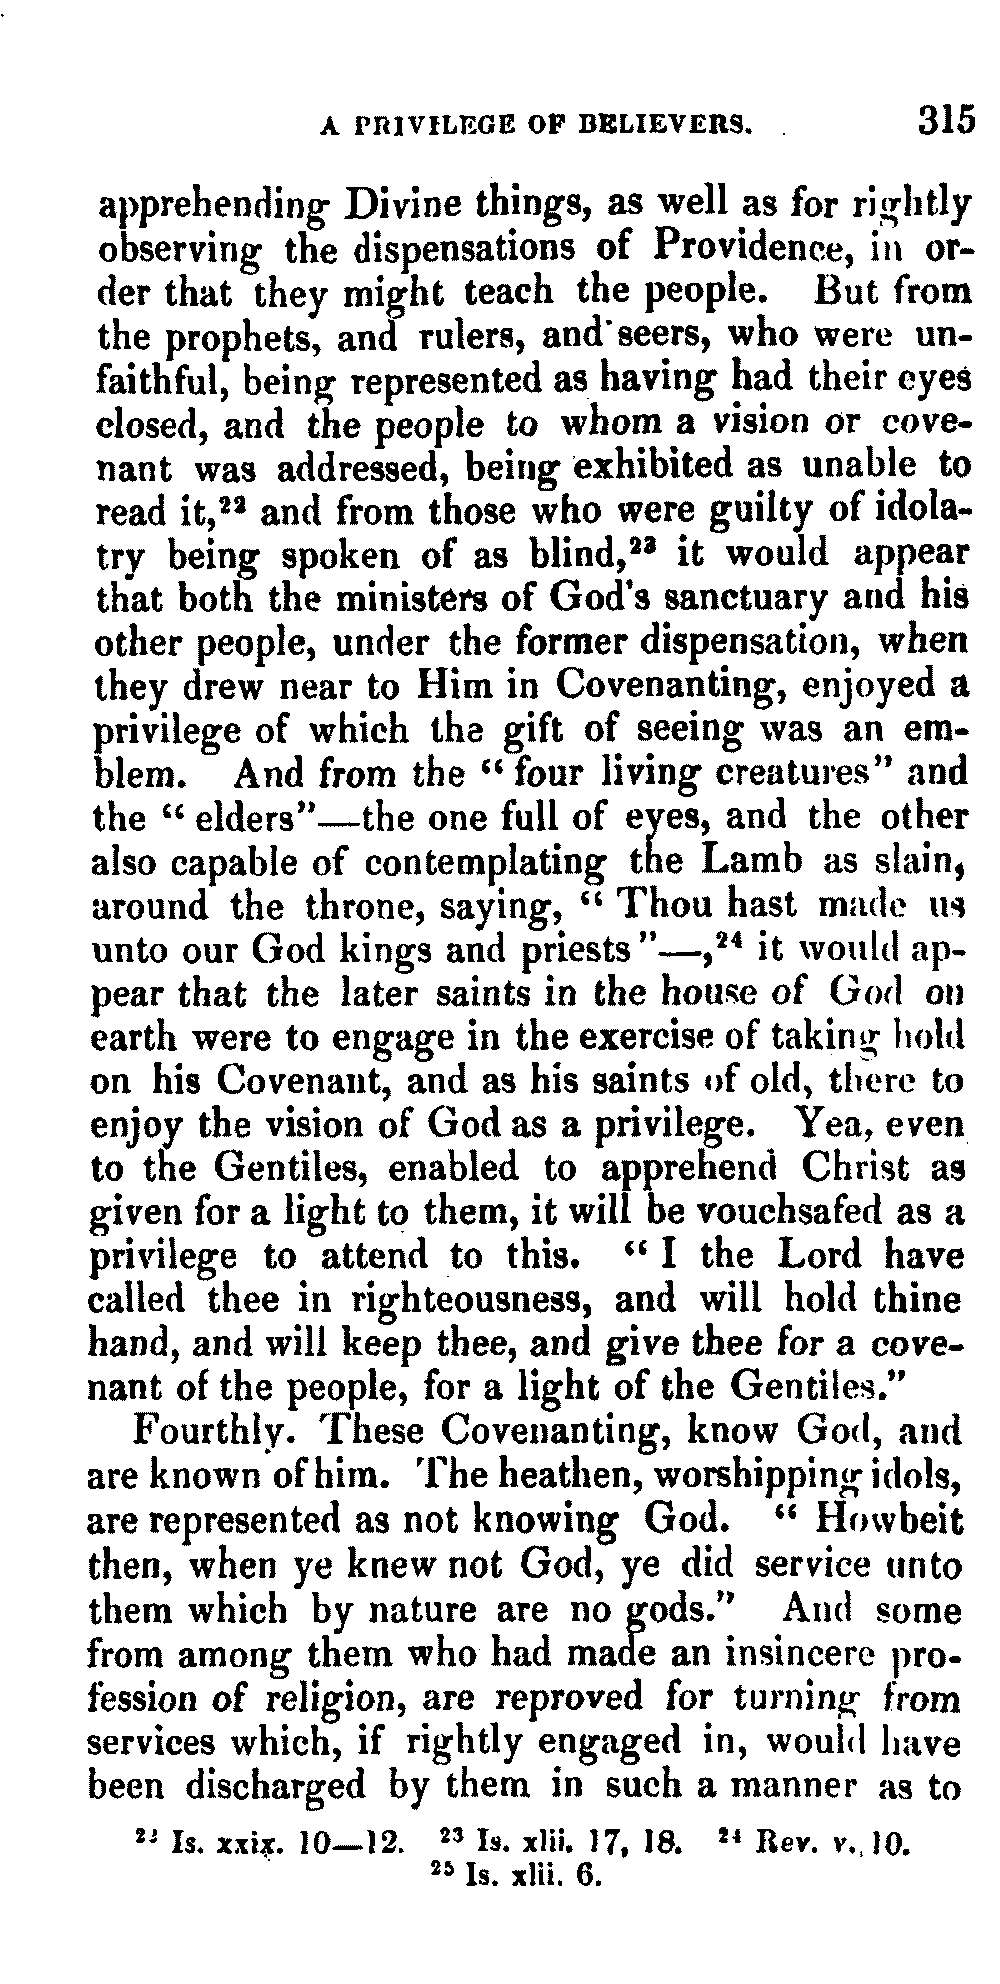 A PRIVILEGE OF BELIEVERS. 315
apprehending Divine things, as well as for rightly
observing the dispensations of Providence, in or-
der that they might teach the people. But from
the prophets, and rulers, and seers, who were un-
faithful, being represented as having had their eyes
closed, and the people to whom a vision or cove-
nant was addressed, being exhibited as unable to
read it,²² and from those who were guilty of idola-
try being spoken of as blind,²³ it would appear
that both the ministers of God's sanctuary and his
other people, under the former dispensation, when
they drew near to Him in Covenanting, enjoyed a
privilege of which the gift of seeing was an em-
blem. And from the “ four living creatures” and
the “ elders”—the one full of eyes, and the other
also capable of contemplating the Lamb as slain,
around the throne, saying, “ Thou hast made us
unto our God kings and priests ”—,²⁴ it would ap-
pear that the later saints in the house of God on
earth were to engage in the exercise of taking hold
on his Covenant, and as his saints of old, there to
enjoy the vision of God as a privilege. Yea, even
to the Gentiles, enabled to apprehend Christ as
given for a light to them, it will be vouchsafed as a
privilege to attend to this. “ I the Lord have
called thee in righteousness, and will hold thine
hand, and will keep thee, and give thee for a cove-
nant of the people, for a light of the Gentiles.”
Fourthly. These Covenanting, know God, and
are known of him. The heathen, worshipping idols,
are represented as not knowing God. “ Howbeit
then, when ye knew not God, ye did service unto
them which by nature are no gods.” And some
from among them who had made an insincere pro-
fession of religion, are reproved for turning from
services which, if rightly engaged in, would have
been discharged by them in such a manner as to
²² Is. xxix. 10—12. ²³ Is. xlii. 17, 18. ²⁴ Rev. v. 10.
²⁵ Is. xlii. 6.